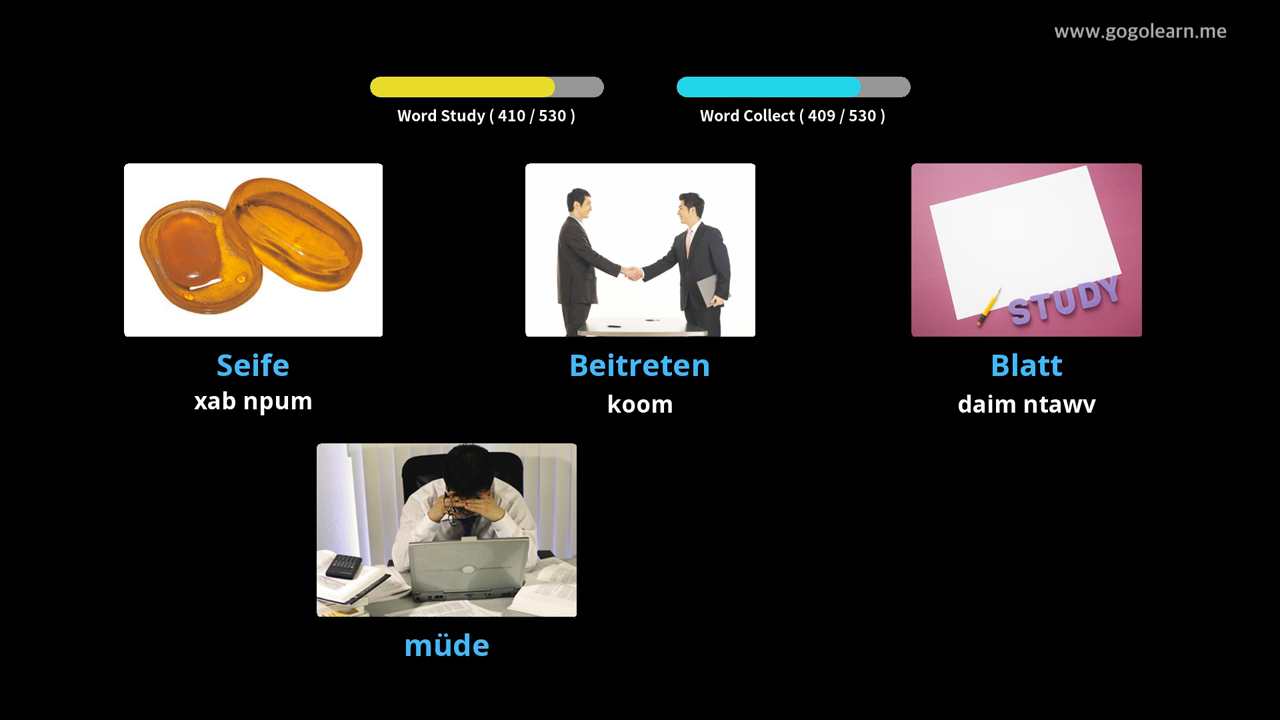 www.gogolearn.me
Word Study ( 410 / 530 )
Word Collect ( 409 / 530 )
STUDY
Seife
xab npum
Beitreten
koom
Blatt
daim ntawv
müde